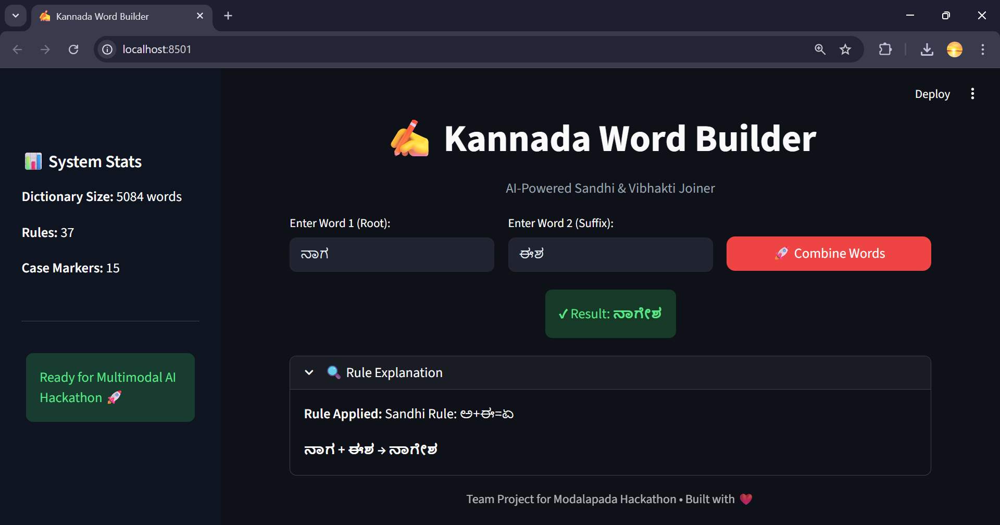 Kannada Word Builder
localhost:8501
Deploy
📊 System Stats
Dictionary Size: 5084 words
Rules: 37
Case Markers: 15
Ready for Multimodal AI
Hackathon 🚀
✍️ Kannada Word Builder
AI-Powered Sandhi & Vibhakti Joiner
Enter Word 1 (Root):
Enter Word 2 (Suffix):
ನಾಗ
ಈಶ
🚀 Combine Words
✓ Result: ನಾಗೇಶ
🔍 Rule Explanation
Rule Applied: Sandhi Rule: ಅ+ಈ=ಏ
ನಾಗ + ಈಶ → ನಾಗೇಶ
Team Project for Modalapada Hackathon • Built with ❤️